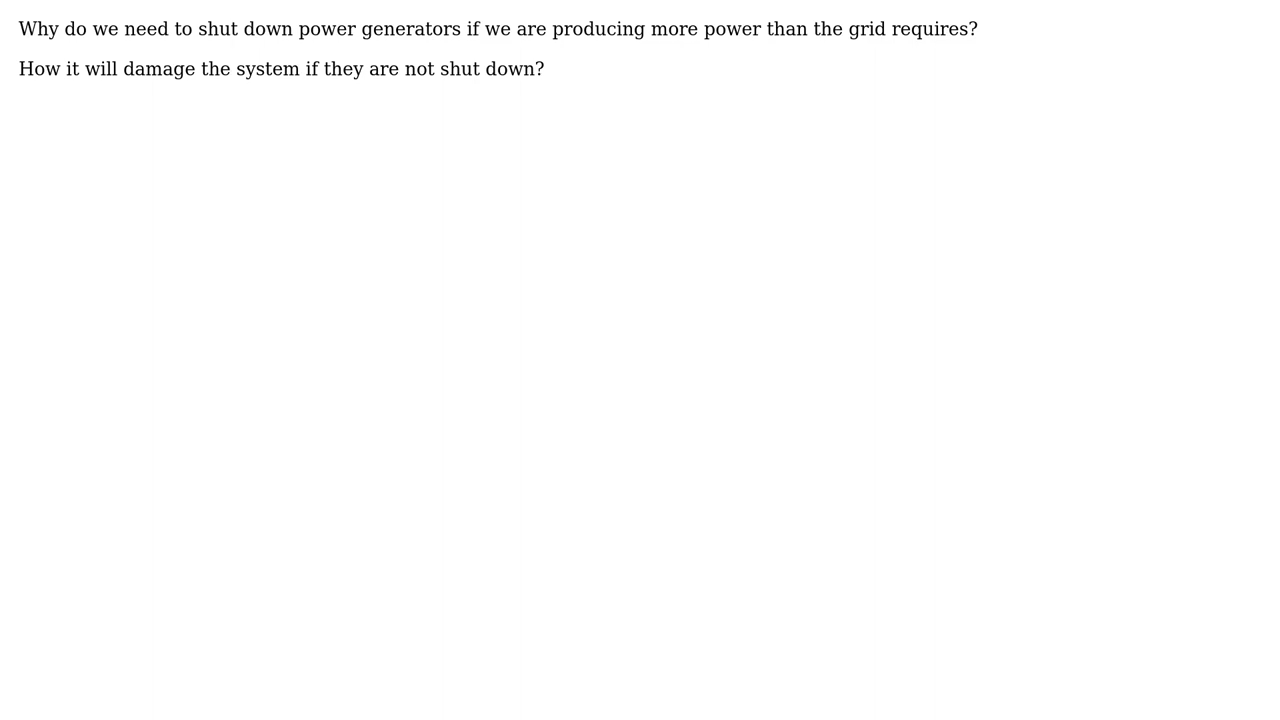 Why do we need to shut down power generators if we are producing more power than the grid requires?
How it will damage the system if they are not shut down?